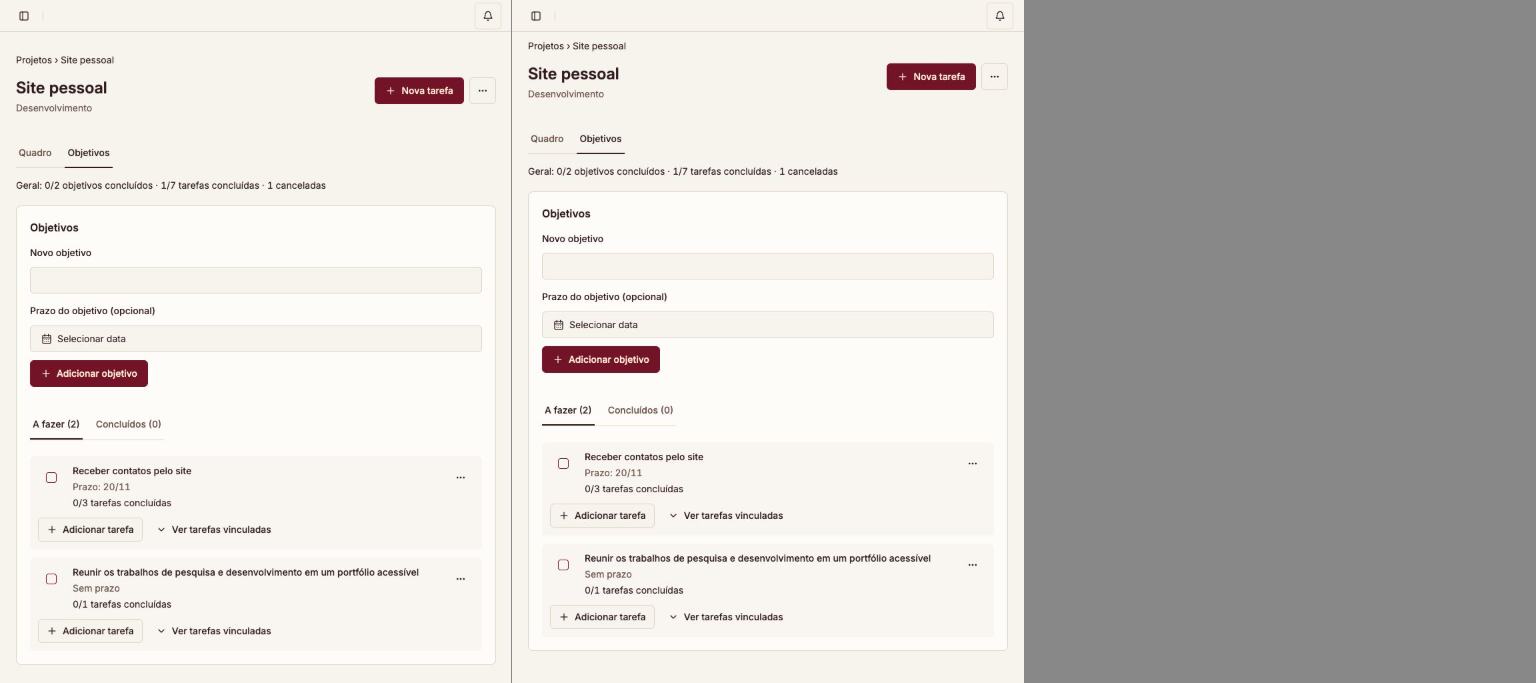 Projetos › Site pessoal
Site pessoal
Desenvolvimento
Nova tarefa
Quadro
Objetivos
Geral: 0/2 objetivos concluídos · 1/7 tarefas concluídas · 1 canceladas
Objetivos
Novo objetivo
Prazo do objetivo (opcional)
Selecionar data
Adicionar objetivo
A fazer (2)
Concluídos (0)
Receber contatos pelo site
Prazo: 20/11
0/3 tarefas concluídas
Adicionar tarefa
Ver tarefas vinculadas
Reunir os trabalhos de pesquisa e desenvolvimento em um portfólio acessível
Sem prazo
0/1 tarefas concluídas
Adicionar tarefa
Ver tarefas vinculadas
Projetos › Site pessoal
Site pessoal
Desenvolvimento
Nova tarefa
Quadro
Objetivos
Geral: 0/2 objetivos concluídos · 1/7 tarefas concluídas · 1 canceladas
Objetivos
Novo objetivo
Prazo do objetivo (opcional)
Selecionar data
Adicionar objetivo
A fazer (2)
Concluídos (0)
Receber contatos pelo site
Prazo: 20/11
0/3 tarefas concluídas
Adicionar tarefa
Ver tarefas vinculadas
Reunir os trabalhos de pesquisa e desenvolvimento em um portfólio acessível
Sem prazo
0/1 tarefas concluídas
Adicionar tarefa
Ver tarefas vinculadas